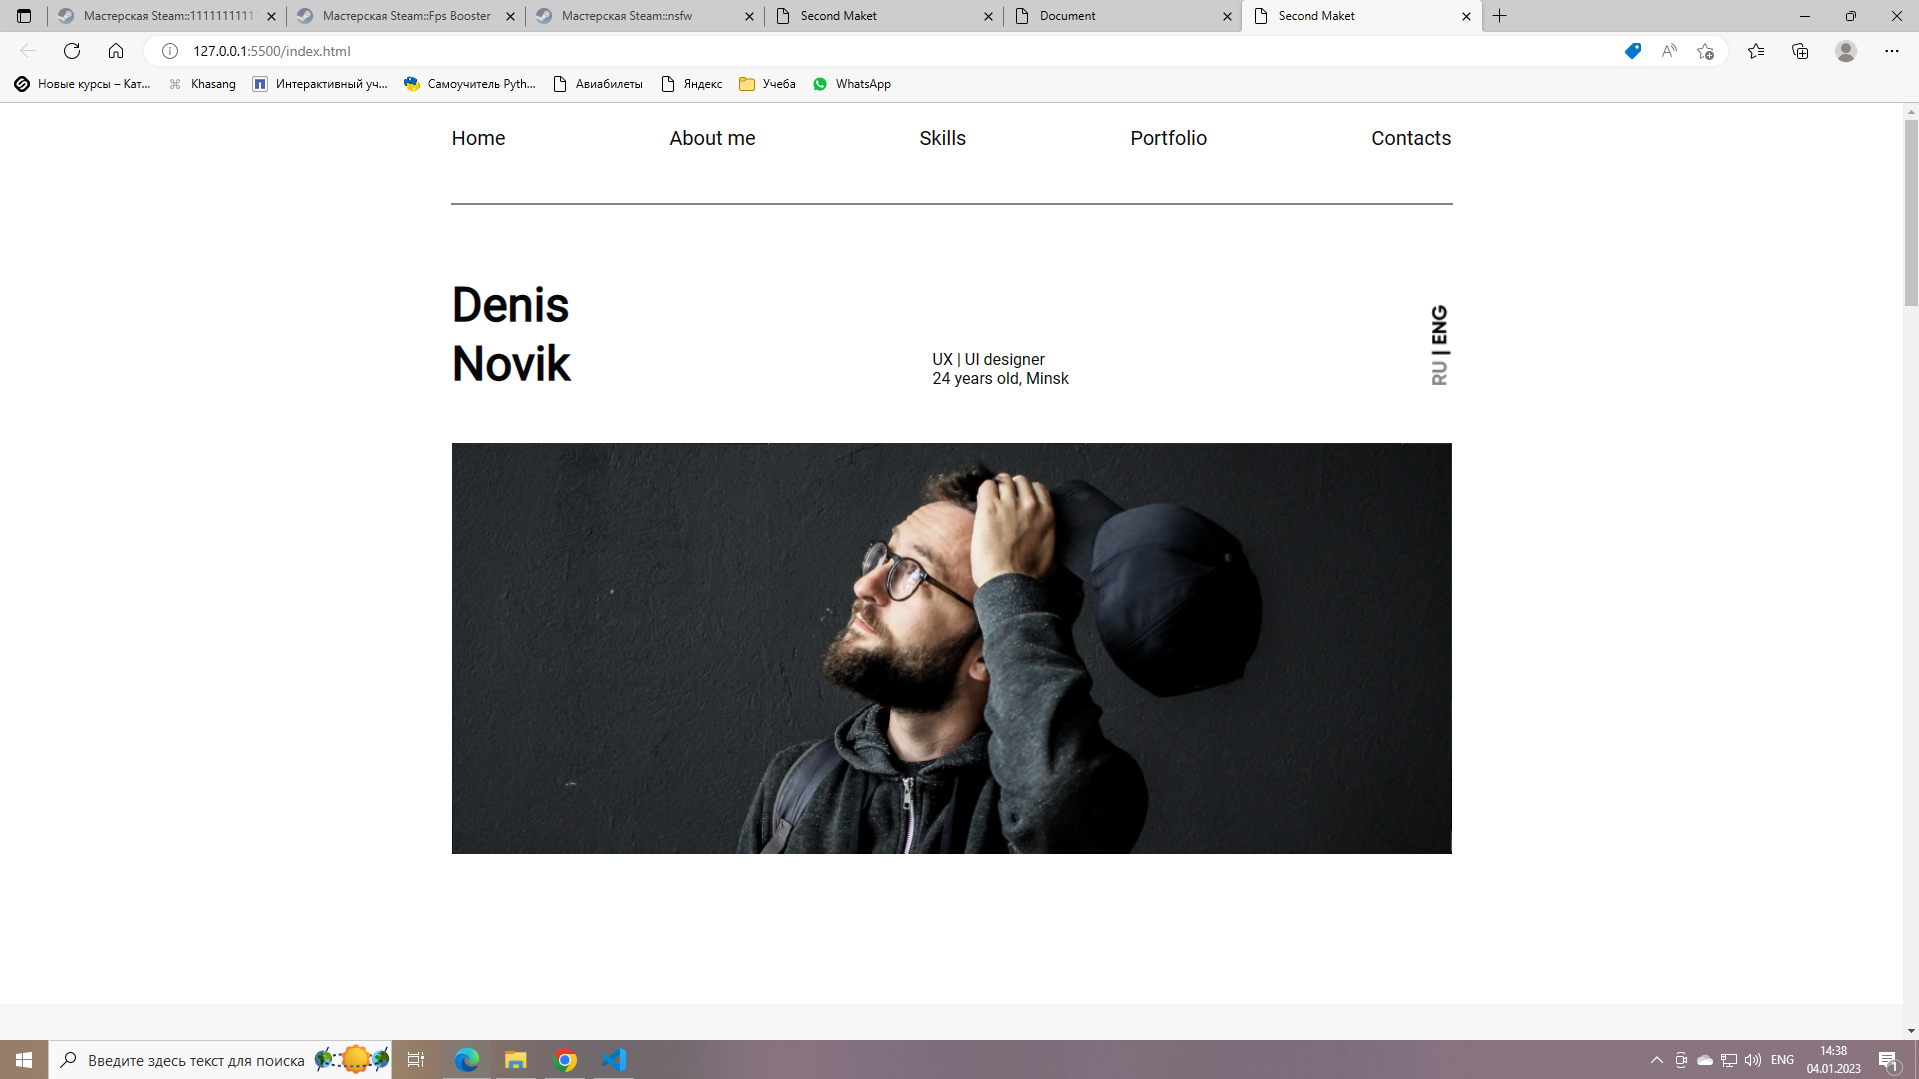 Мастерская Steam::1111111111
Мастерская Steam::Fps Booster
Мастерская Steam::nsfw
Second Maket
Document
Second Maket
127.0.0.1:5500/index.html
Новые курсы – Кат...
Khasang
Интерактивный уч...
Самоучитель Pyth...
Авиабилеты
Яндекс
Учеба
WhatsApp
Home
About me
Skills
Portfolio
Contacts
Denis
Novik
UX | UI designer
24 years old, Minsk
RU | ENG
Введите здесь текст для поиска
ENG
14:38
04.01.2023
1